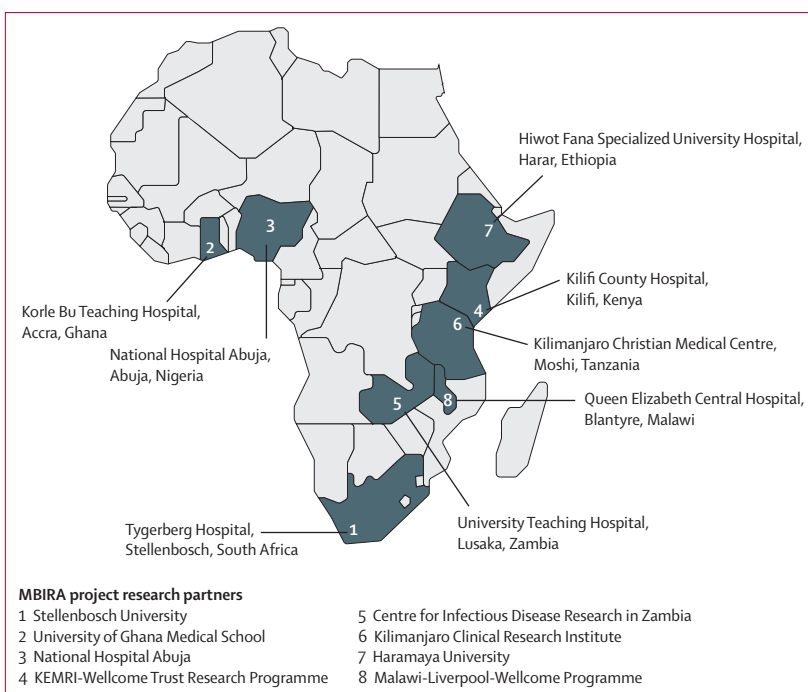 Hiwot Fana Specialized University Hospital,
Harar, Ethiopia
3
7
2
Kilifi County Hospital,
Kilifi, Kenya
4
Korle Bu Teaching Hospital,
Accra, Ghana
6
Kilimanjaro Christian Medical Centre,
Moshi, Tanzania
National Hospital Abuja,
Abuja, Nigeria
5
8
Queen Elizabeth Central Hospital,
Blantyre, Malawi
Tygerberg Hospital,
Stellenbosch, South Africa
1
University Teaching Hospital,
Lusaka, Zambia
MBIRA project research partners
1 Stellenbosch University
2 University of Ghana Medical School
3 National Hospital Abuja
4 KEMRI-Wellcome Trust Research Programme
5 Centre for Infectious Disease Research in Zambia
6 Kilimanjaro Clinical Research Institute
7 Haramaya University
8 Malawi-Liverpool-Wellcome Programme